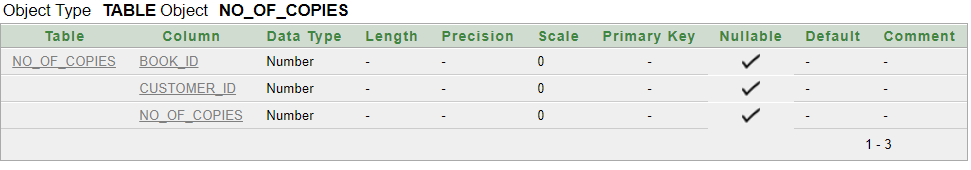 Object Type TABLE Object NO_OF_COPIES
Table Column Data Type Length Precision Scale Primary Key Nullable Default Comment
NO_OF_COPIES BOOK_ID Number - - 0 - ✓ - -
CUSTOMER_ID Number - - 0 - ✓ - -
NO_OF_COPIES Number - - 0 - ✓ - -
1 - 3